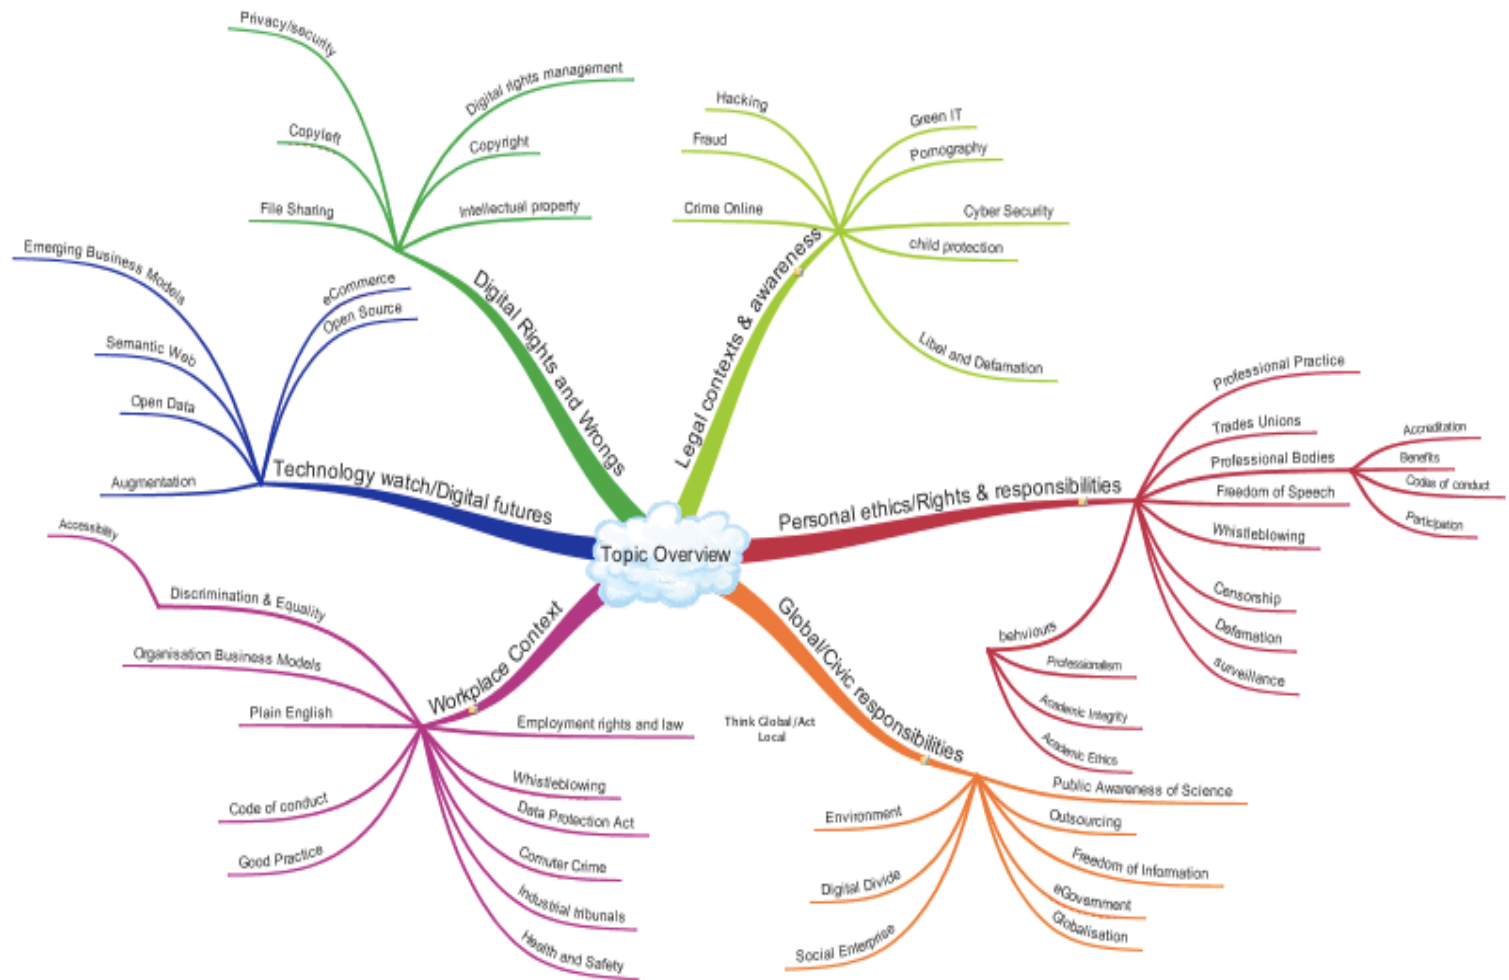 Topic Overview
Digital Rights and Wrongs
Privacy/security
Copyleft
File Sharing
Digital rights management
Copyright
Intellectual property
Legal contexts & awareness
Hacking
Fraud
Crime Online
Green IT
Pornography
Cyber Security
child protection
Libel and Defamation
Technology watch/Digital futures
Emerging Business Models
Semantic Web
Open Data
Augmentation
eCommerce
Open Source
Personal ethics/Rights & responsibilities
Professional Practice
Trades Unions
Professional Bodies
Accreditation
Benefits
Codes of conduct
Participation
Freedom of Speech
Whistleblowing
Censorship
Defamation
surveillance
behviours
Professionalism
Academic Integrity
Academic Ethics
Workplace Context
Accessibility
Discrimination & Equality
Organisation Business Models
Plain English
Code of conduct
Good Practice
Employment rights and law
Whistleblowing
Data Protection Act
Comuter Crime
Industrial tribunals
Health and Safety
Think Global/Act
Local
Global/Civic responsibilities
Environment
Digital Divide
Social Enterprise
Public Awareness of Science
Outsourcing
Freedom of Information
eGovernment
Globalisation